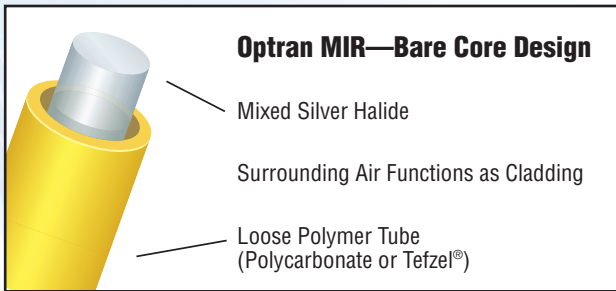 Optran MIR—Bare Core Design
Mixed Silver Halide
Surrounding Air Functions as Cladding
Loose Polymer Tube
(Polycarbonate or Tefzel®)